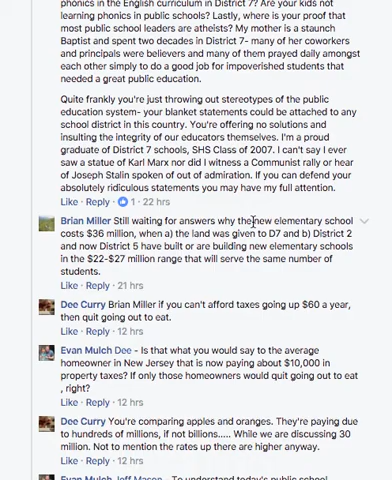 phonics in the English curriculum in District 7? Are your kids not
learning phonics in public schools? Lastly, where is your proof that
most public school leaders are atheists? My mother is a staunch
Baptist and spent two decades in District 7- many of her coworkers
and principals were believers and many of them prayed daily amongst
each other simply to do a good job for impoverished students that
needed a great public education.
Quite frankly you're just throwing out stereotypes of the public
education system- your blanket statements could be attached to any
school district in this country. You're offering no solutions and
insulting the integrity of our educators themselves. I'm a proud
graduate of District 7 schools, SHS Class of 2007. I can't say I ever
saw a statue of Karl Marx nor did I witness a Communist rally or hear
of Joseph Stalin spoken of out of admiration. If you can defend your
absolutely ridiculous statements you may have my full attention.
Like · Reply · 1 · 22 hrs
Brian Miller Still waiting for answers why the new elementary school
costs $36 million, when a) the land was given to D7 and b) District 2
and now District 5 have built or are building new elementary schools
in the $22-$27 million range that will serve the same number of
students.
Like · Reply · 21 hrs
Dee Curry Brian Miller if you can't afford taxes going up $60 a year,
then quit going out to eat.
Like · Reply · 12 hrs
Evan Mulch Dee - Is that what you would say to the average
homeowner in New Jersey that is now paying about $10,000 in
property taxes? If only those homeowners would quit going out to eat
, right?
Like · Reply · 12 hrs
Dee Curry You're comparing apples and oranges. They're paying due
to hundreds of millions, if not billions..... While we are discussing 30
million. Not to mention the rates up there are higher anyway.
Like · Reply · 12 hrs
Evan Mulch Jeff Mason - To understand today's public school